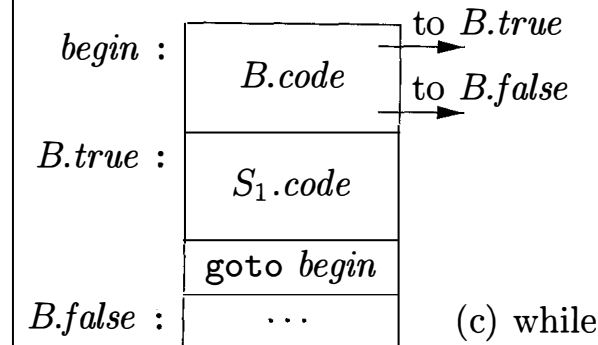 to B.true
begin :
B.code
to B.false
B.true :
S₁.code
goto begin
B.false : ···
(c) while